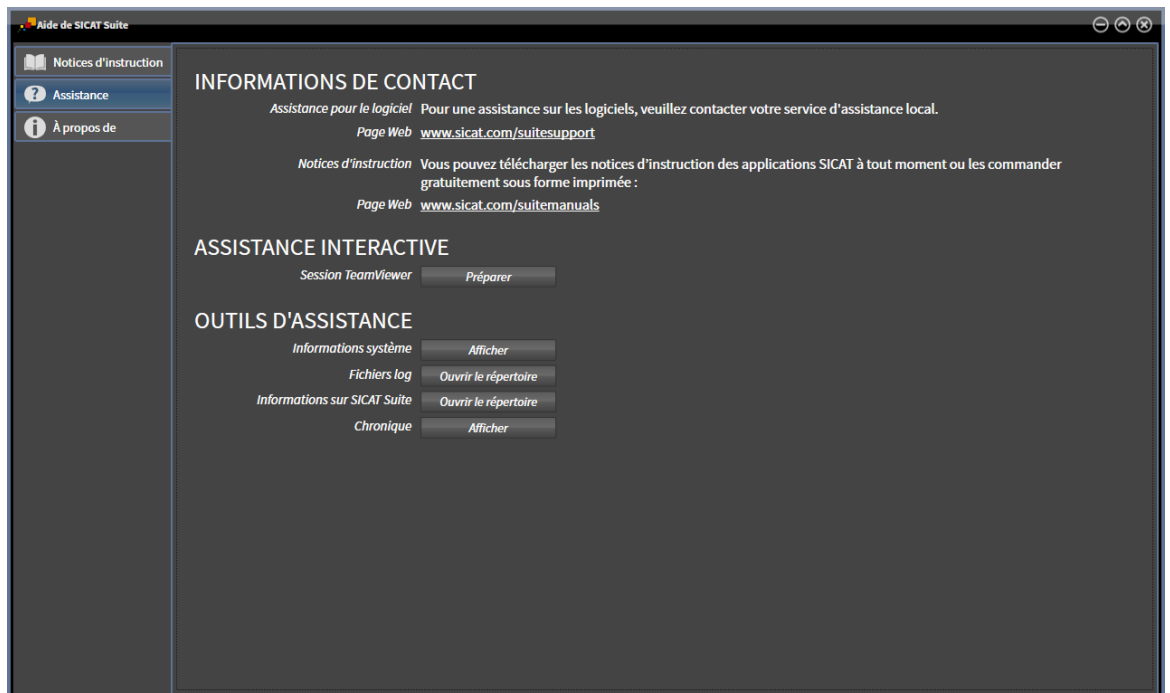 Aide de SICAT Suite
Notices d'instruction
Assistance
À propos de
INFORMATIONS DE CONTACT
Assistance pour le logiciel Pour une assistance sur les logiciels, veuillez contacter votre service d'assistance local.
Page Web www.sicat.com/suitesupport
Notices d'instruction Vous pouvez télécharger les notices d'instruction des applications SICAT à tout moment ou les commander
gratuitement sous forme imprimée :
Page Web www.sicat.com/suitemanuals
ASSISTANCE INTERACTIVE
Session TeamViewer Préparer
OUTILS D'ASSISTANCE
Informations système Afficher
Fichiers log Ouvrir le répertoire
Informations sur SICAT Suite Ouvrir le répertoire
Chronique Afficher